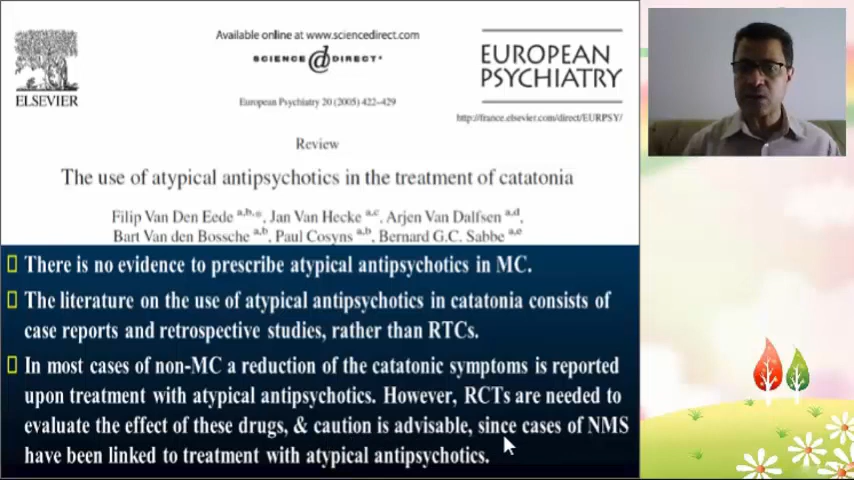 ELSEVIER
Available online at www.sciencedirect.com
SCIENCE @ DIRECT®
European Psychiatry 20 (2005) 422–429
EUROPEAN
PSYCHIATRY
http://france.elsevier.com/direct/EURPSY/
Review
The use of atypical antipsychotics in the treatment of catatonia
Filip Van Den Eede a,b,*, Jan Van Hecke a,c, Arjen Van Dalfsen a,d,
Bart Van den Bossche a,b, Paul Cosyns a,b, Bernard G.C. Sabbe a,e
There is no evidence to prescribe atypical antipsychotics in MC.
The literature on the use of atypical antipsychotics in catatonia consists of
case reports and retrospective studies, rather than RTCs.
In most cases of non-MC a reduction of the catatonic symptoms is reported
upon treatment with atypical antipsychotics. However, RCTs are needed to
evaluate the effect of these drugs, & caution is advisable, since cases of NMS
have been linked to treatment with atypical antipsychotics.